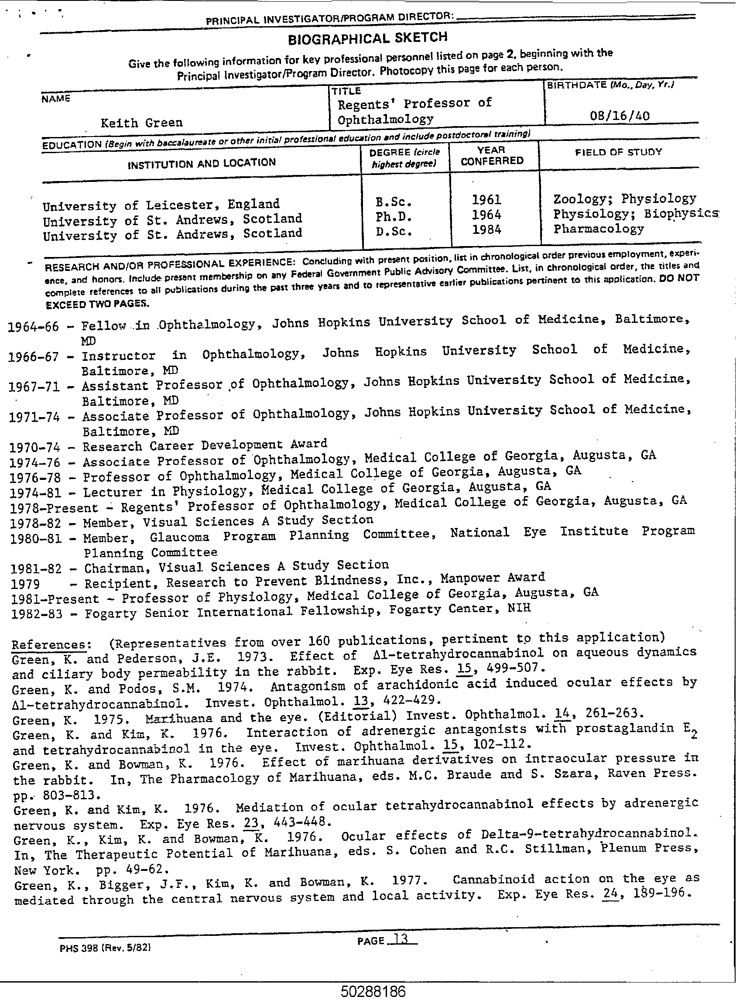 PRINCIPAL INVESTIGATOR/PROGRAM DIRECTOR:
BIOGRAPHICAL SKETCH
Give the following information for key professional personnel listed on page 2, beginning with the
Principal Investigator/Program Director. Photocopy this page for each person.
NAME TITLE BIRTHDATE (Mo., Day, Yr.)
Keith Green Regents' Professor of Ophthalmology 08/16/40
EDUCATION (Begin with baccalaureate or other initial professional education and include postdoctoral training)
INSTITUTION AND LOCATION DEGREE (circle highest degree) YEAR CONFERRED FIELD OF STUDY
University of Leicester, England B.Sc. 1961 Zoology; Physiology
University of St. Andrews, Scotland Ph.D. 1964 Physiology; Biophysics
University of St. Andrews, Scotland D.Sc. 1984 Pharmacology
RESEARCH AND/OR PROFESSIONAL EXPERIENCE: Concluding with present position, list in chronological order previous employment, experi-
ence, and honors. Include present membership on any Federal Government Public Advisory Committee. List, in chronological order, the titles and
complete references to all publications during the past three years and to representative earlier publications pertinent to this application. DO NOT
EXCEED TWO PAGES.
1964-66 - Fellow in Ophthalmology, Johns Hopkins University School of Medicine, Baltimore,
MD
1966-67 - Instructor in Ophthalmology, Johns Hopkins University School of Medicine,
Baltimore, MD
1967-71 - Assistant Professor of Ophthalmology, Johns Hopkins University School of Medicine,
Baltimore, MD
1971-74 - Associate Professor of Ophthalmology, Johns Hopkins University School of Medicine,
Baltimore, MD
1970-74 - Research Career Development Award
1974-76 - Associate Professor of Ophthalmology, Medical College of Georgia, Augusta, GA
1976-78 - Professor of Ophthalmology, Medical College of Georgia, Augusta, GA
1974-81 - Lecturer in Physiology, Medical College of Georgia, Augusta, GA
1978-Present - Regents' Professor of Ophthalmology, Medical College of Georgia, Augusta, GA
1978-82 - Member, Visual Sciences A Study Section
1980-81 - Member, Glaucoma Program Planning Committee, National Eye Institute Program
Planning Committee
1981-82 - Chairman, Visual Sciences A Study Section
1979 - Recipient, Research to Prevent Blindness, Inc., Manpower Award
1981-Present - Professor of Physiology, Medical College of Georgia, Augusta, GA
1982-83 - Fogarty Senior International Fellowship, Fogarty Center, NIH
References: (Representatives from over 160 publications, pertinent to this application)
Green, K. and Pederson, J.E. 1973. Effect of Δ1-tetrahydrocannabinol on aqueous dynamics
and ciliary body permeability in the rabbit. Exp. Eye Res. 15, 499-507.
Green, K. and Podos, S.M. 1974. Antagonism of arachidonic acid induced ocular effects by
Δ1-tetrahydrocannabinol. Invest. Ophthalmol. 13, 422-429.
Green, K. 1975. Marihuana and the eye. (Editorial) Invest. Ophthalmol. 14, 261-263.
Green, K. and Kim, K. 1976. Interaction of adrenergic antagonists with prostaglandin E2
and tetrahydrocannabinol in the eye. Invest. Ophthalmol. 15, 102-112.
Green, K. and Bowman, K. 1976. Effect of marihuana derivatives on intraocular pressure in
the rabbit. In, The Pharmacology of Marihuana, eds. M.C. Braude and S. Szara, Raven Press.
pp. 803-813.
Green, K. and Kim, K. 1976. Mediation of ocular tetrahydrocannabinol effects by adrenergic
nervous system. Exp. Eye Res. 23, 443-448.
Green, K., Kim, K. and Bowman, K. 1976. Ocular effects of Delta-9-tetrahydrocannabinol.
In, The Therapeutic Potential of Marihuana, eds. S. Cohen and R.C. Stillman, Plenum Press,
New York. pp. 49-62.
Green, K., Bigger, J.F., Kim, K. and Bowman, K. 1977. Cannabinoid action on the eye as
mediated through the central nervous system and local activity. Exp. Eye Res. 24, 189-196.
PHS 398 (Rev. 5/82) PAGE 13
50288186